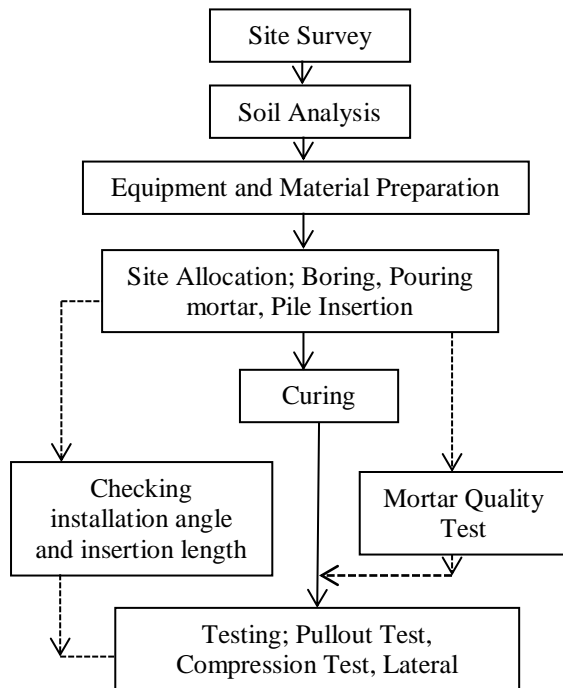 Site Survey
Soil Analysis
Equipment and Material Preparation
Site Allocation; Boring, Pouring
mortar, Pile Insertion
Curing
Checking
installation angle
and insertion length
Mortar Quality
Test
Testing; Pullout Test,
Compression Test, Lateral